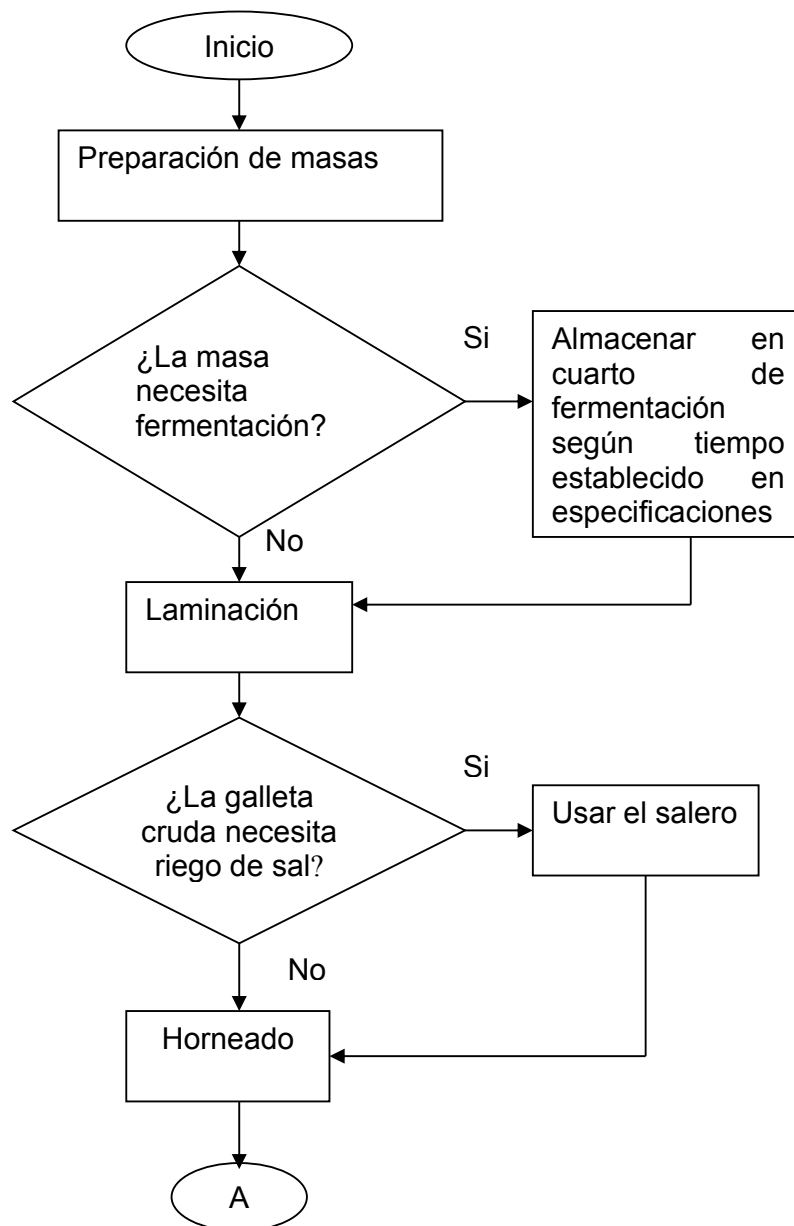 Inicio
Preparación de masas
¿La masa
necesita
fermentación?
Si
Almacenar en
cuarto de
fermentación
según tiempo
establecido en
especificaciones
No
Laminación
¿La galleta
cruda necesita
riego de sal?
Si
Usar el salero
No
Horneado
A